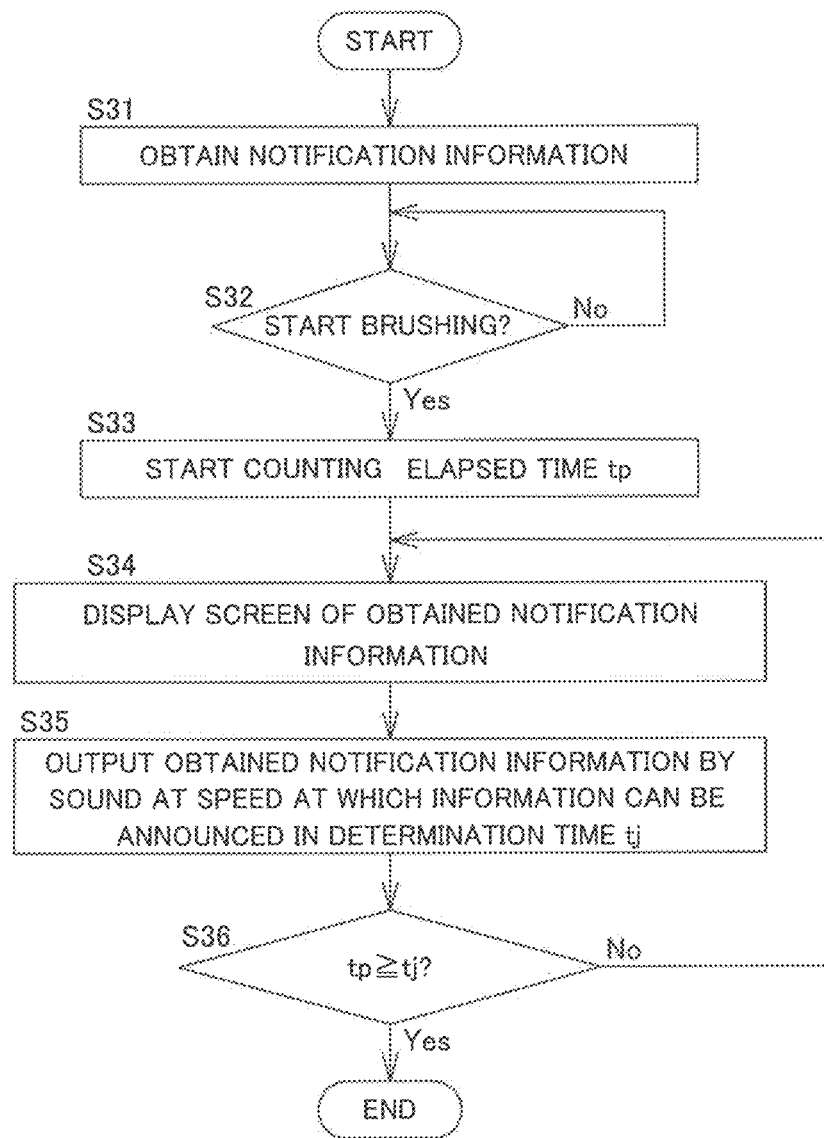 START
S31
OBTAIN NOTIFICATION INFORMATION
S32
START BRUSHING?
No
Yes
S33
START COUNTING ELAPSED TIME tp
S34
DISPLAY SCREEN OF OBTAINED NOTIFICATION
INFORMATION
S35
OUTPUT OBTAINED NOTIFICATION INFORMATION BY
SOUND AT SPEED AT WHICH INFORMATION CAN BE
ANNOUNCED IN DETERMINATION TIME tj
S36
tp≧tj?
No
Yes
END